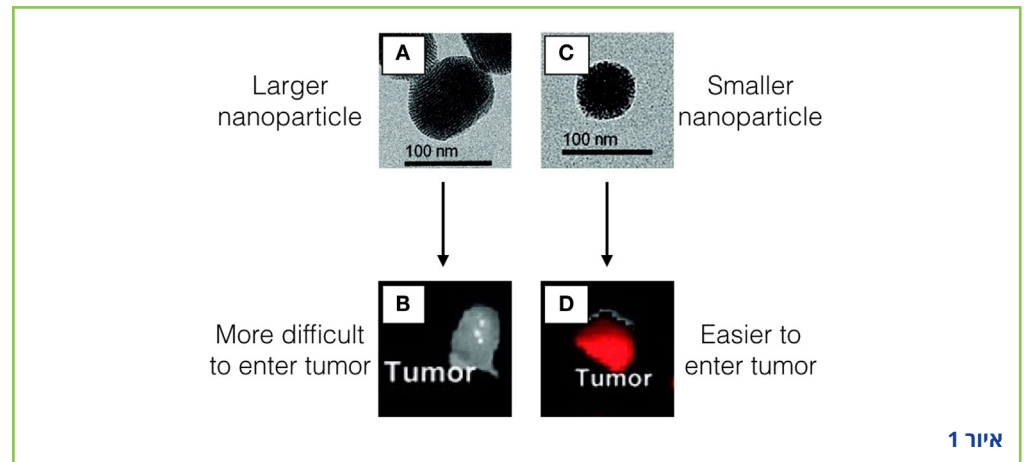 A
C
Larger
nanoparticle
Smaller
nanoparticle
100 nm
100 nm
B
D
More difficult
to enter tumor
Easier to
enter tumor
Tumor
Tumor
איור 1